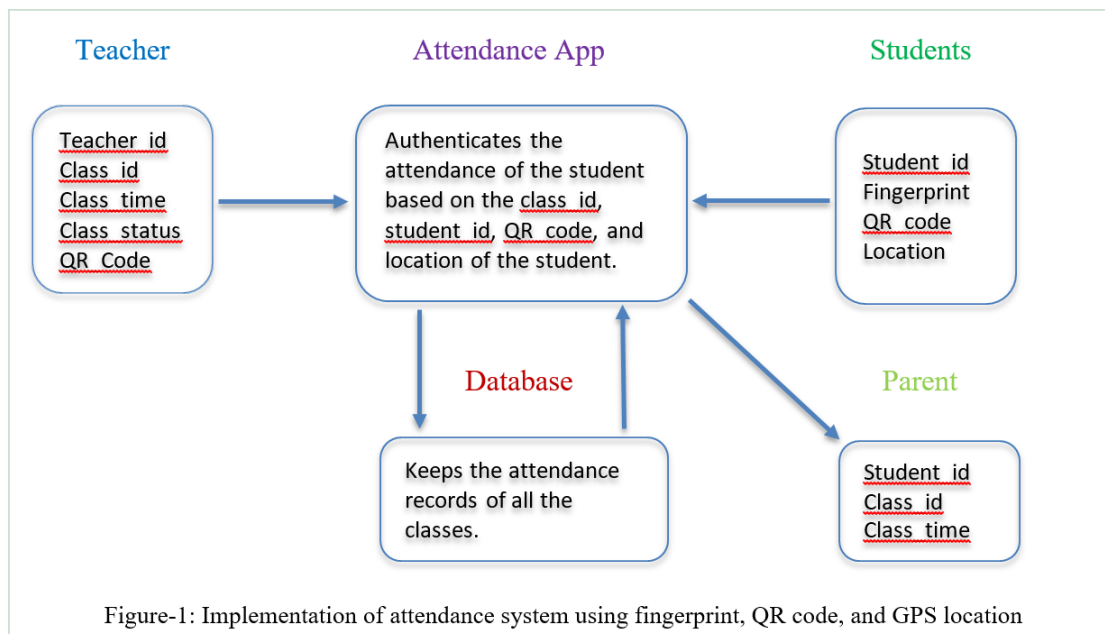 Teacher
Attendance App
Students
Teacher_id
Class_id
Class_time
Class_status
QR_Code
Authenticates the
attendance of the student
based on the class_id,
student_id, QR_code, and
location of the student.
Student_id
Fingerprint
QR_code
Location
Database
Parent
Keeps the attendance
records of all the
classes.
Student_id
Class_id
Class_time
Figure-1: Implementation of attendance system using fingerprint, QR code, and GPS location